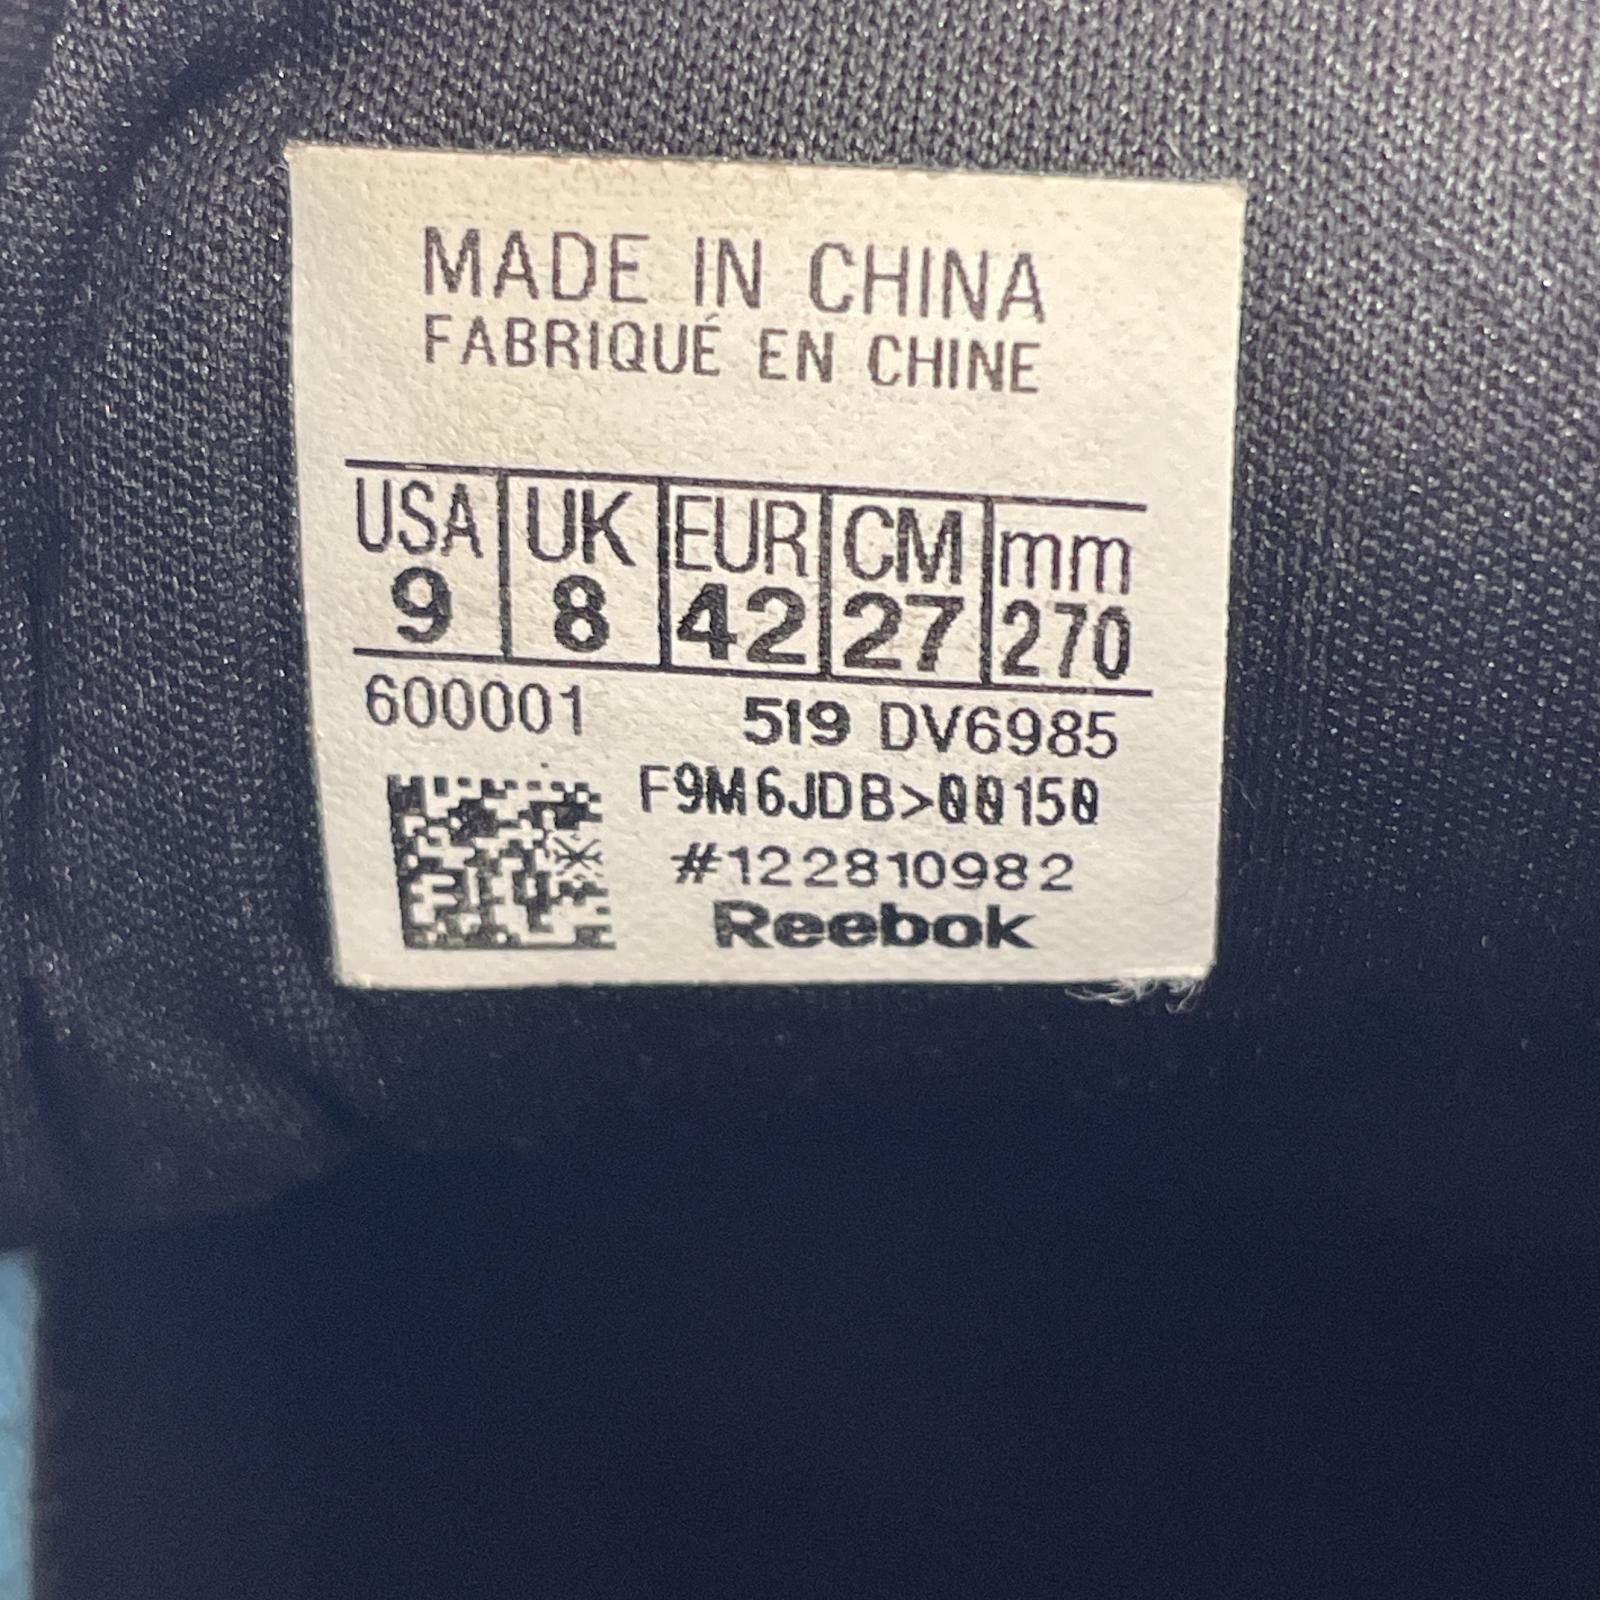 MADE IN CHINA
FABRIQUÉ EN CHINE
USA UK EUR CM mm
9 8 42 27 270
600001 519 DV6985
F9M6JDB>00150
#122810982
Reebok